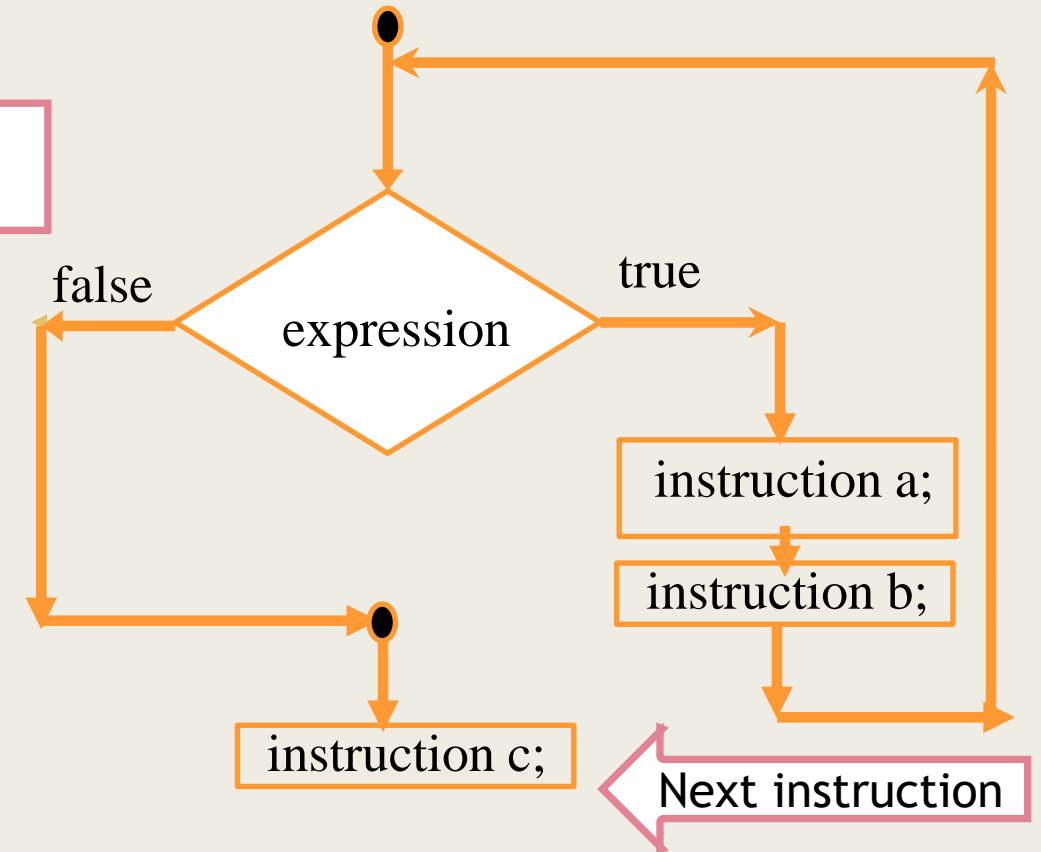 false
true
expression
instruction a;
instruction b;
instruction c;
Next instruction